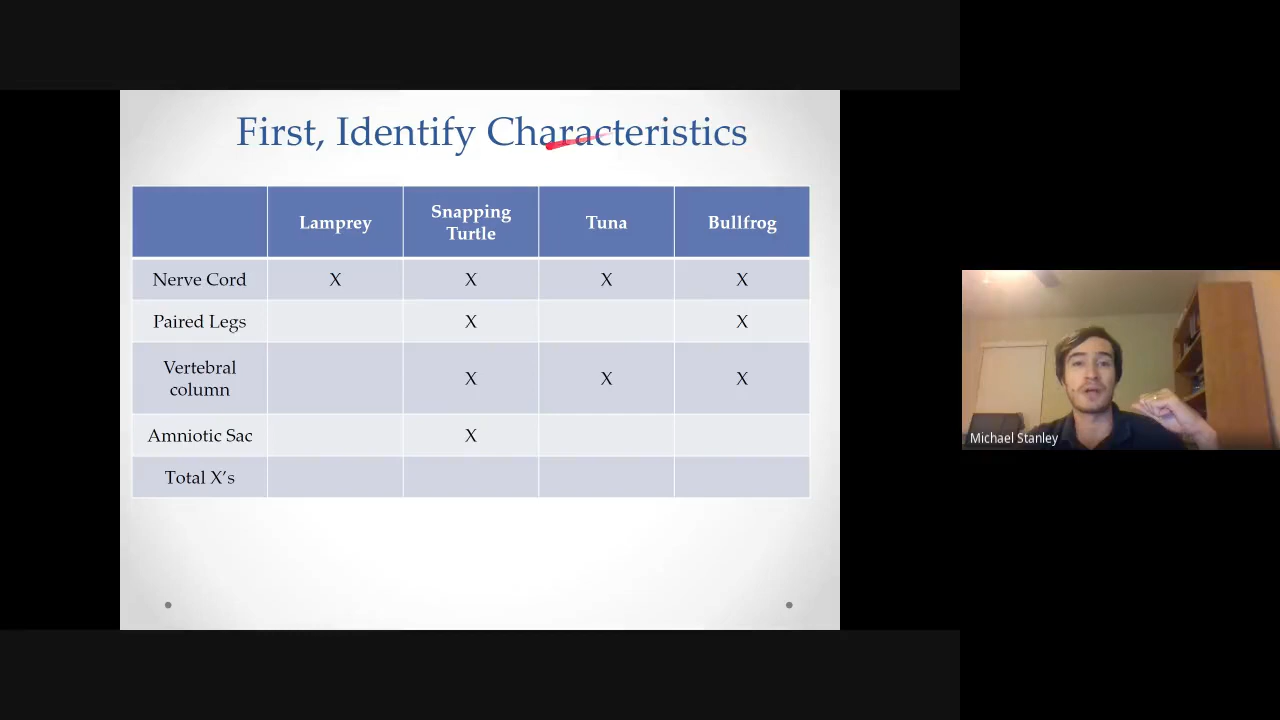 First, Identify Characteristics
Lamprey Snapping Turtle Tuna Bullfrog
Nerve Cord X X X X
Paired Legs X X
Vertebral column X X X
Amniotic Sac X
Total X's
Michael Stanley